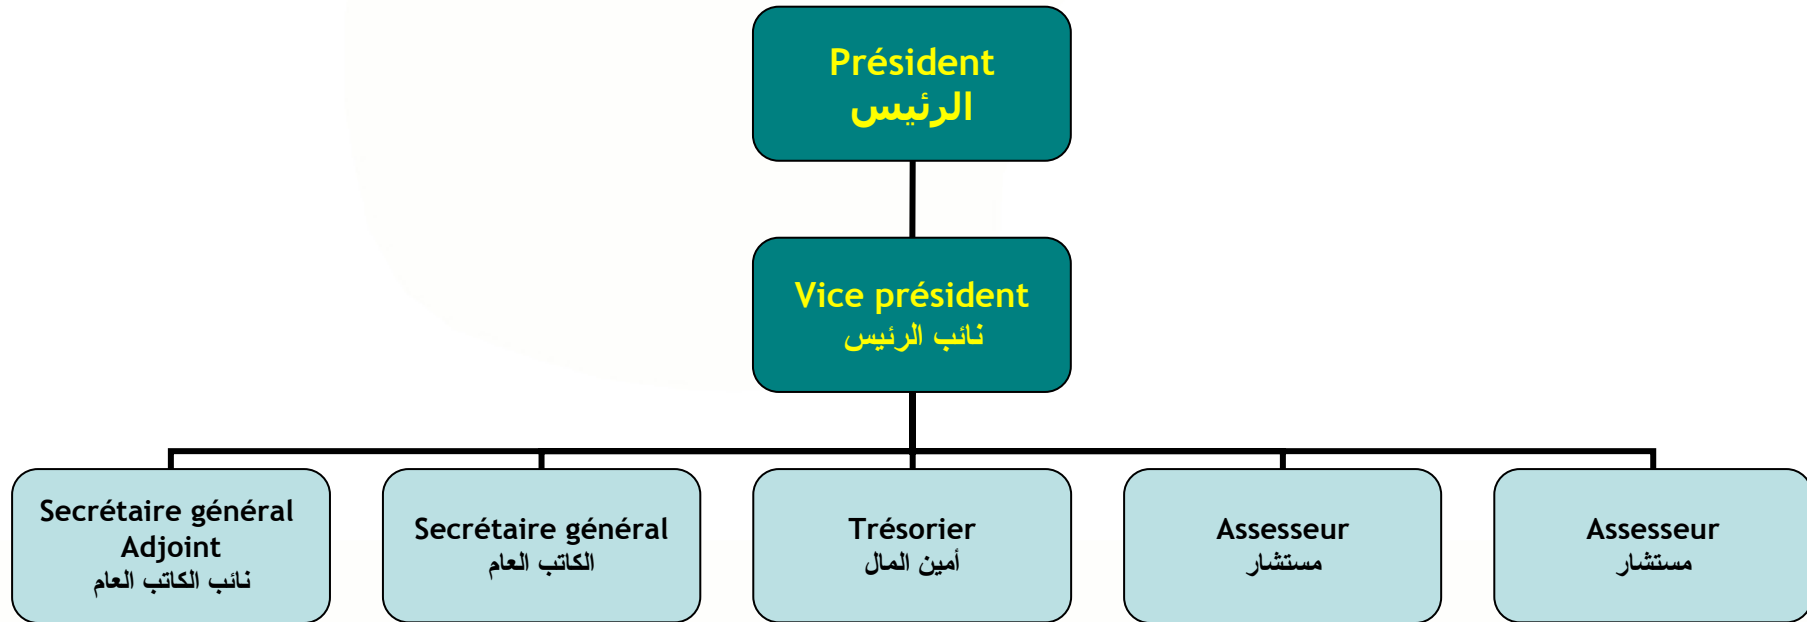 Président
الرئيس
Vice président
نائب الرئيس
Secrétaire général
Adjoint
نائب الكاتب العام
Secrétaire général
الكاتب العام
Trésorier
أمين المال
Assesseur
مستشار
Assesseur
مستشار